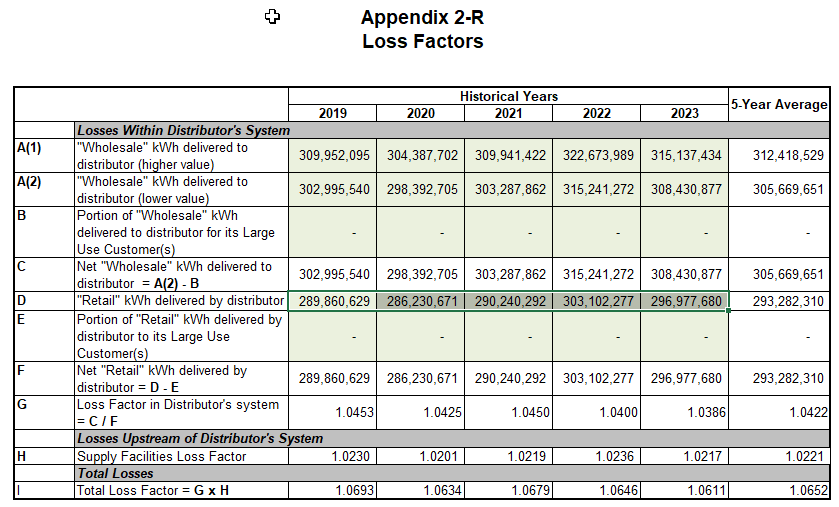 Appendix 2-R
Loss Factors
Historical Years
5-Year Average
2019 2020 2021 2022 2023
Losses Within Distributor's System
A(1) "Wholesale" kWh delivered to
distributor (higher value) 309,952,095 304,387,702 309,941,422 322,673,989 315,137,434 312,418,529
A(2) "Wholesale" kWh delivered to
distributor (lower value) 302,995,540 298,392,705 303,287,862 315,241,272 308,430,877 305,669,651
B Portion of "Wholesale" kWh
delivered to distributor for its Large - - - - - -
Use Customer(s)
C Net "Wholesale" kWh delivered to
distributor = A(2) - B 302,995,540 298,392,705 303,287,862 315,241,272 308,430,877 305,669,651
D "Retail" kWh delivered by distributor 289,860,629 286,230,671 290,240,292 303,102,277 296,977,680 293,282,310
E Portion of "Retail" kWh delivered by
distributor to its Large Use - - - - - -
Customer(s)
F Net "Retail" kWh delivered by
distributor = D - E 289,860,629 286,230,671 290,240,292 303,102,277 296,977,680 293,282,310
G Loss Factor in Distributor's system
= C / F 1.0453 1.0425 1.0450 1.0400 1.0386 1.0422
Losses Upstream of Distributor's System
H Supply Facilities Loss Factor 1.0230 1.0201 1.0219 1.0236 1.0217 1.0221
Total Losses
I Total Loss Factor = G x H 1.0693 1.0634 1.0679 1.0646 1.0611 1.0652